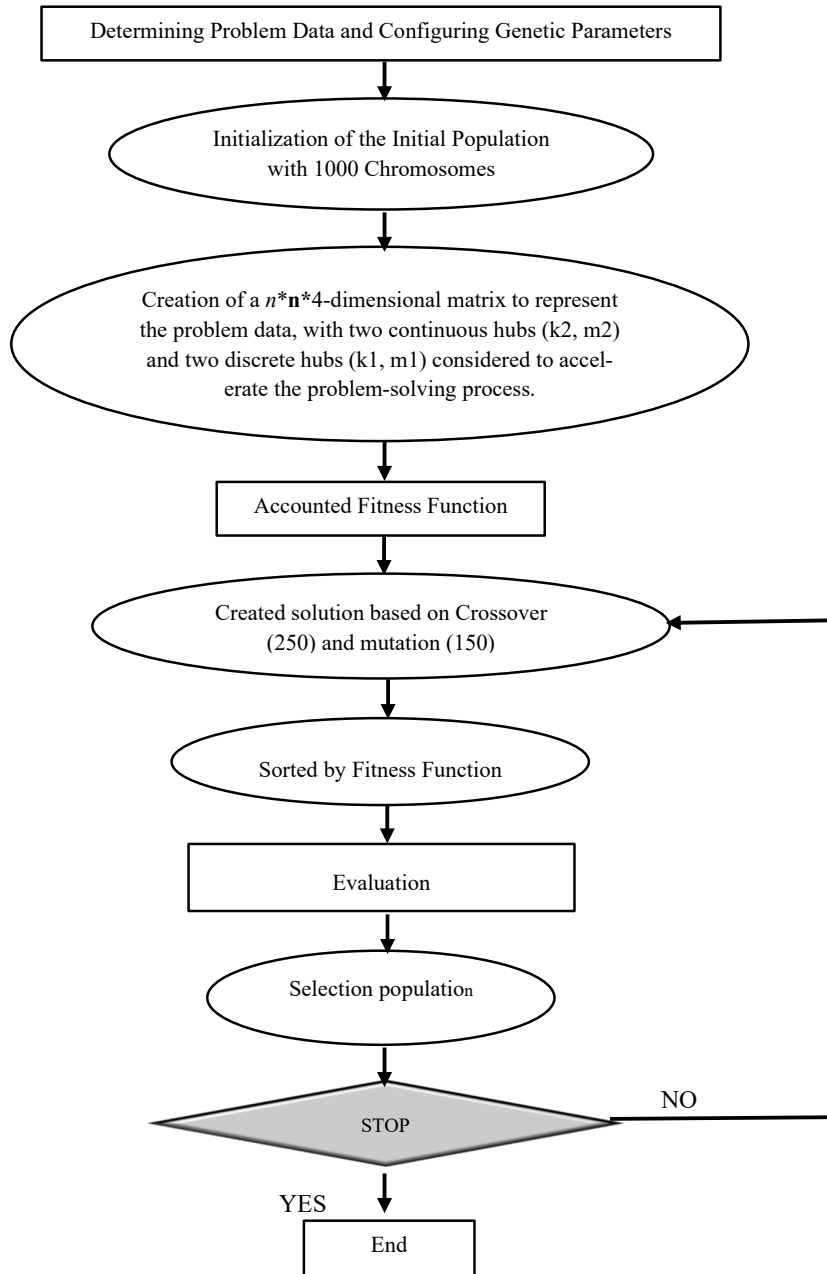 Determining Problem Data and Configuring Genetic Parameters
Initialization of the Initial Population
with 1000 Chromosomes
Creation of a n*n*4-dimensional matrix to represent
the problem data, with two continuous hubs (k2, m2)
and two discrete hubs (k1, m1) considered to accel-
erate the problem-solving process.
Accounted Fitness Function
Created solution based on Crossover
(250) and mutation (150)
Sorted by Fitness Function
Evaluation
Selection population
STOP
NO
YES
End